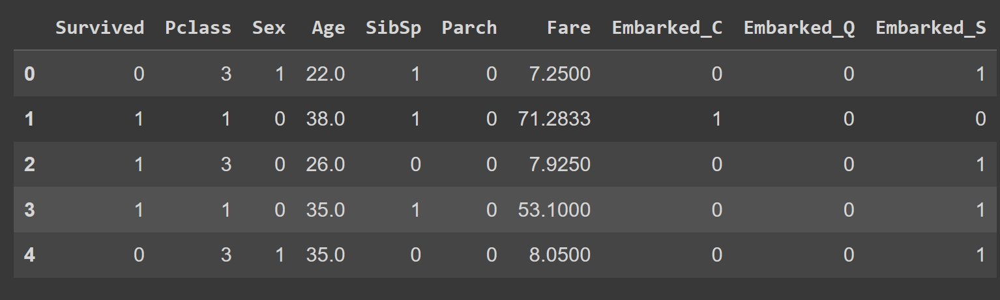 Survived Pclass Sex Age SibSp Parch Fare Embarked_C Embarked_Q Embarked_S
0 0 3 1 22.0 1 0 7.2500 0 0 1
1 1 1 0 38.0 1 0 71.2833 1 0 0
2 1 3 0 26.0 0 0 7.9250 0 0 1
3 1 1 0 35.0 1 0 53.1000 0 0 1
4 0 3 1 35.0 0 0 8.0500 0 0 1